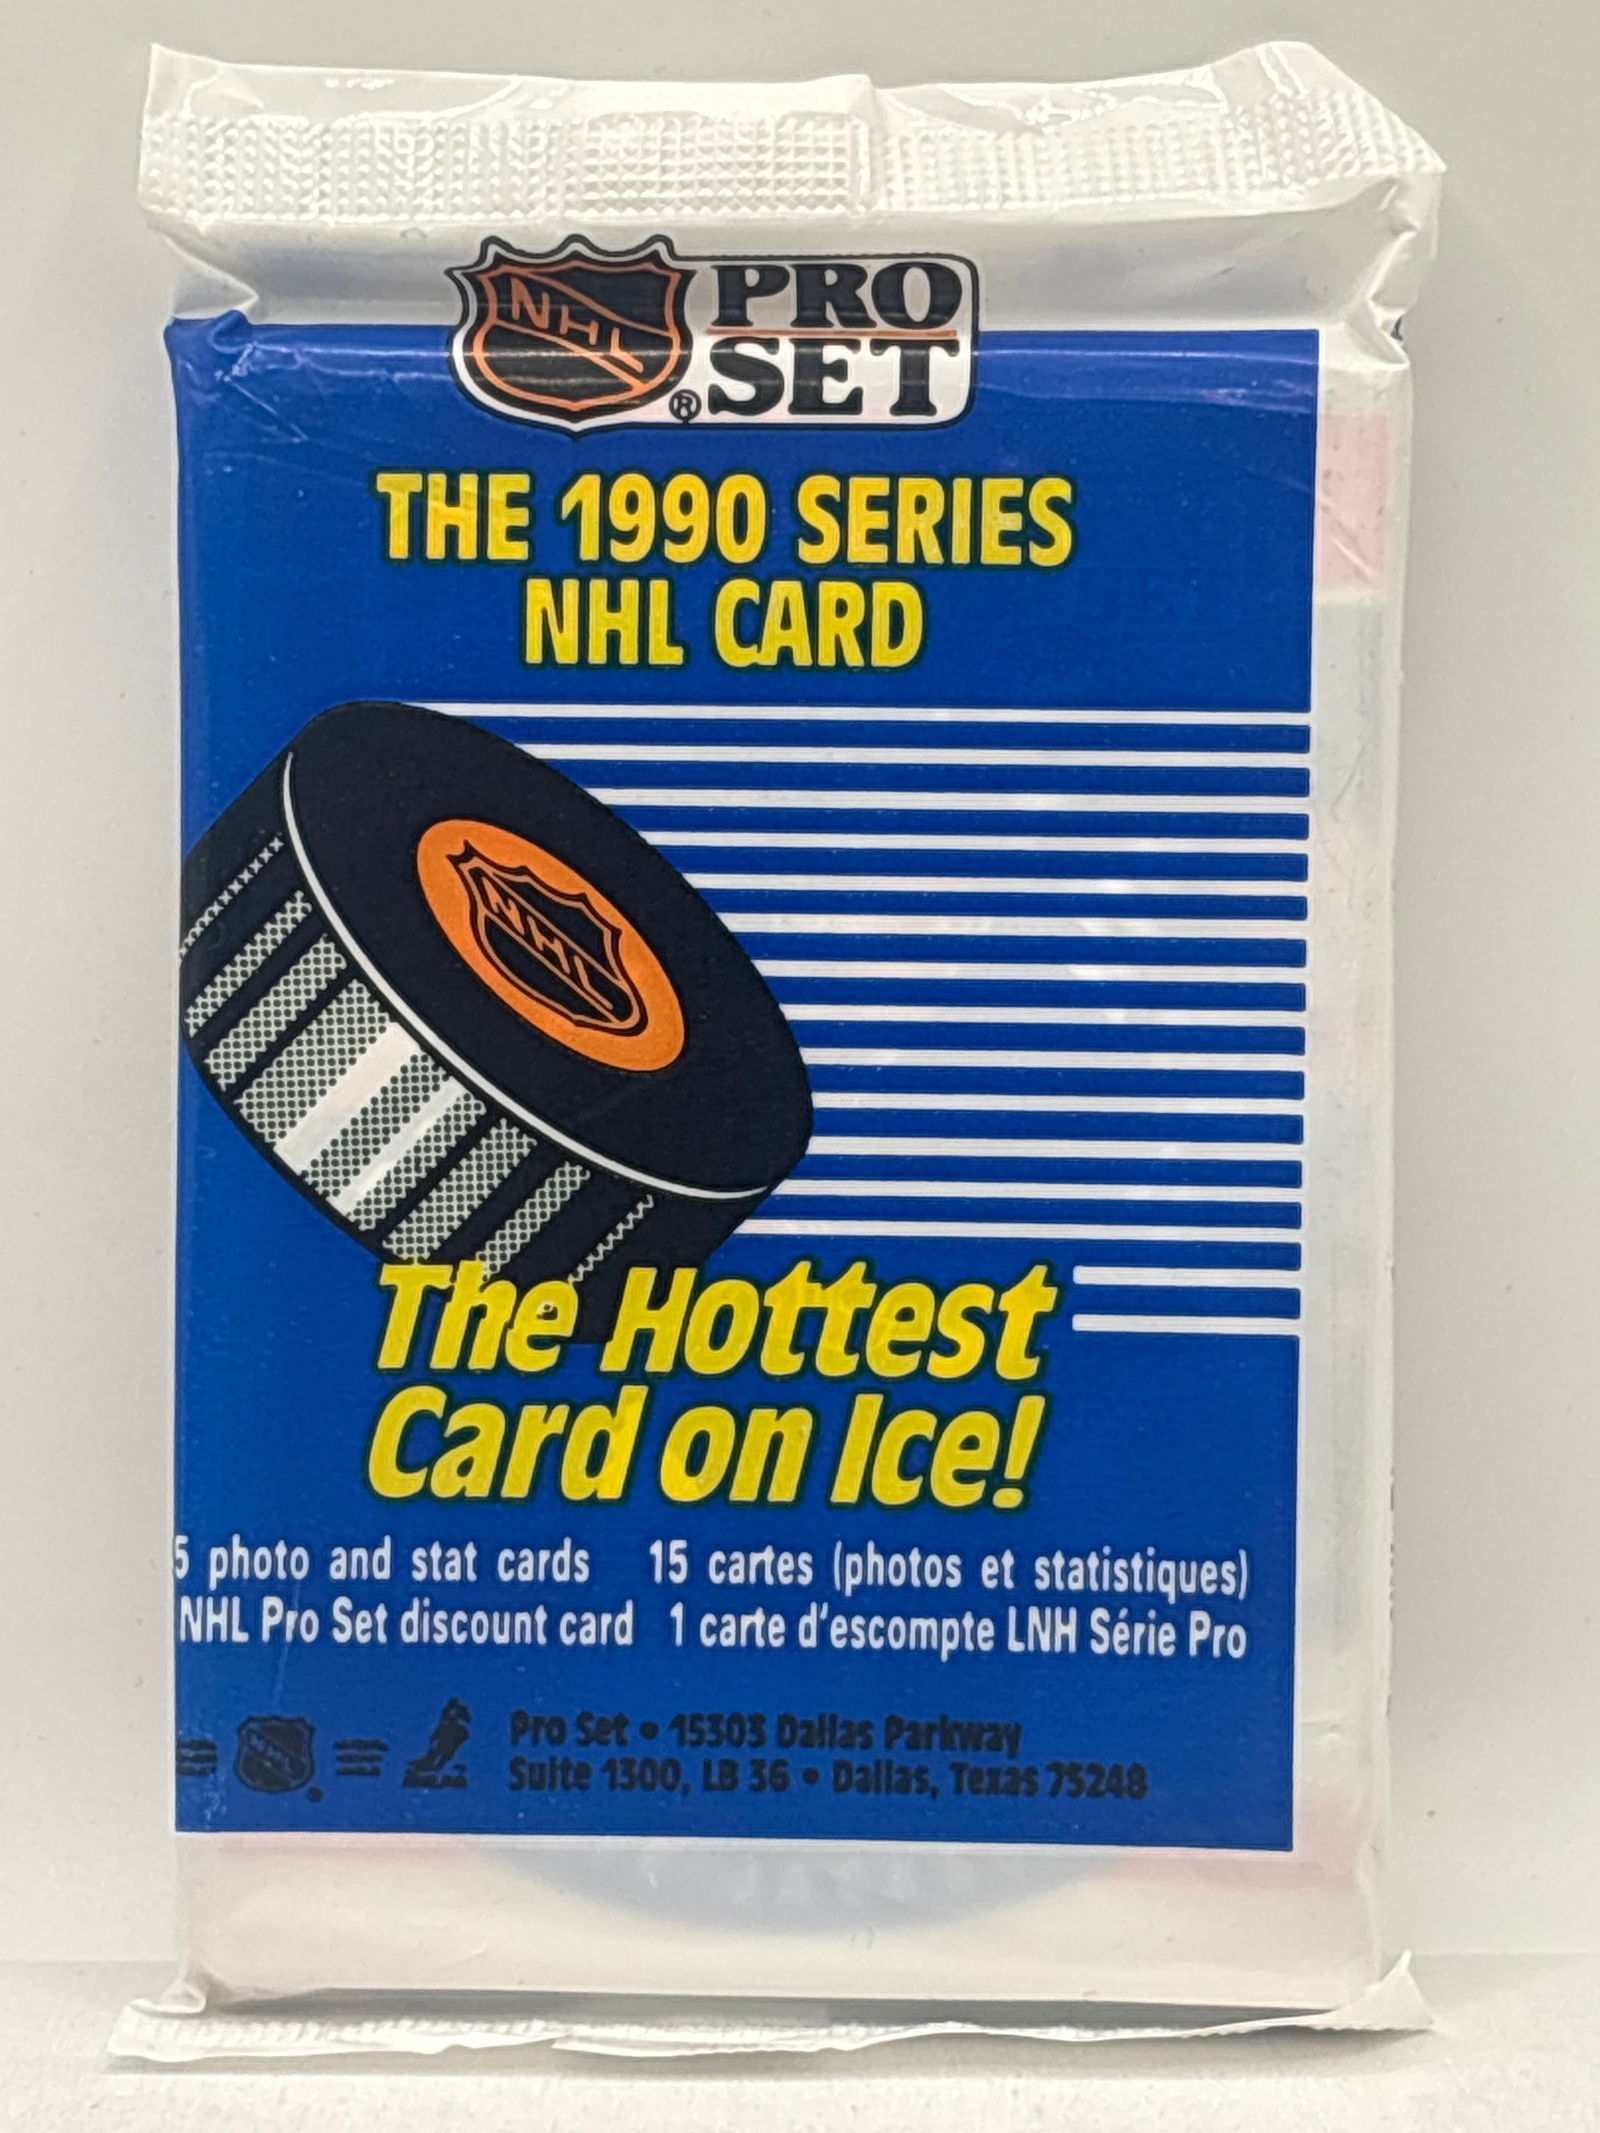 NHL PRO
® SET
THE 1990 SERIES
NHL CARD
NHL
The Hottest
Card on Ice!
5 photo and stat cards 15 cartes (photos et statistiques)
NHL Pro Set discount card 1 carte d'escompte LNH Série Pro
Pro Set • 15303 Dallas Parkway
Suite 1300, LB 36 • Dallas, Texas 75248